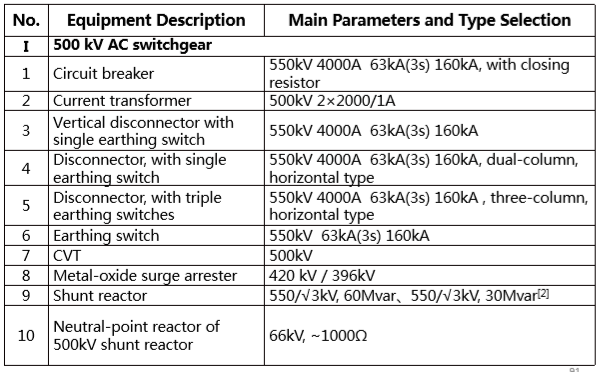 No. Equipment Description Main Parameters and Type Selection
I 500 kV AC switchgear
1 Circuit breaker 550kV 4000A 63kA(3s) 160kA, with closing
resistor
2 Current transformer 500kV 2×2000/1A
3 Vertical disconnector with
single earthing switch 550kV 4000A 63kA(3s) 160kA
4 Disconnector, with single
earthing switch 550kV 4000A 63kA(3s) 160kA, dual-column,
horizontal type
5 Disconnector, with triple
earthing switches 550kV 4000A 63kA(3s) 160kA , three-column,
horizontal type
6 Earthing switch 550kV 63kA(3s) 160kA
7 CVT 500kV
8 Metal-oxide surge arrester 420 kV / 396kV
9 Shunt reactor 550/√3kV, 60Mvar、550/√3kV, 30Mvar[2]
10 Neutral-point reactor of
500kV shunt reactor 66kV, ~1000Ω